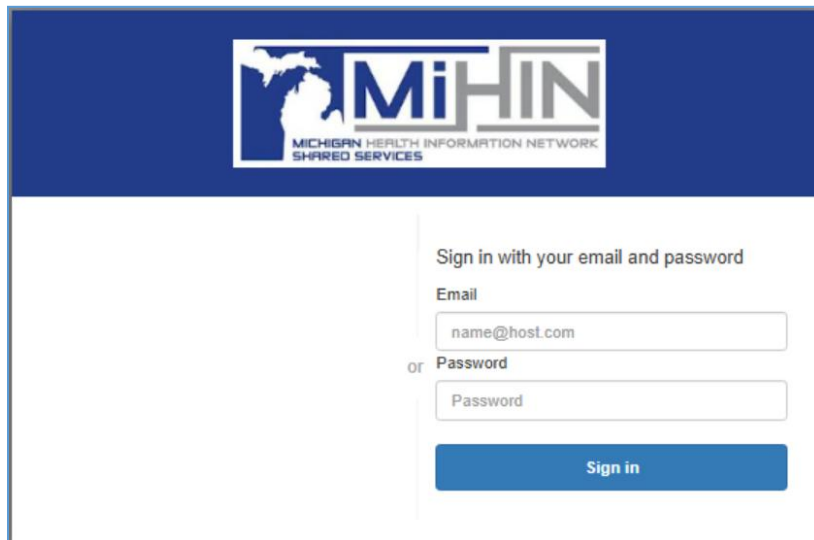 MiHIN
MICHIGAN HEALTH INFORMATION NETWORK
SHARED SERVICES
Sign in with your email and password
Email
name@host.com
or
Password
Password
Sign in